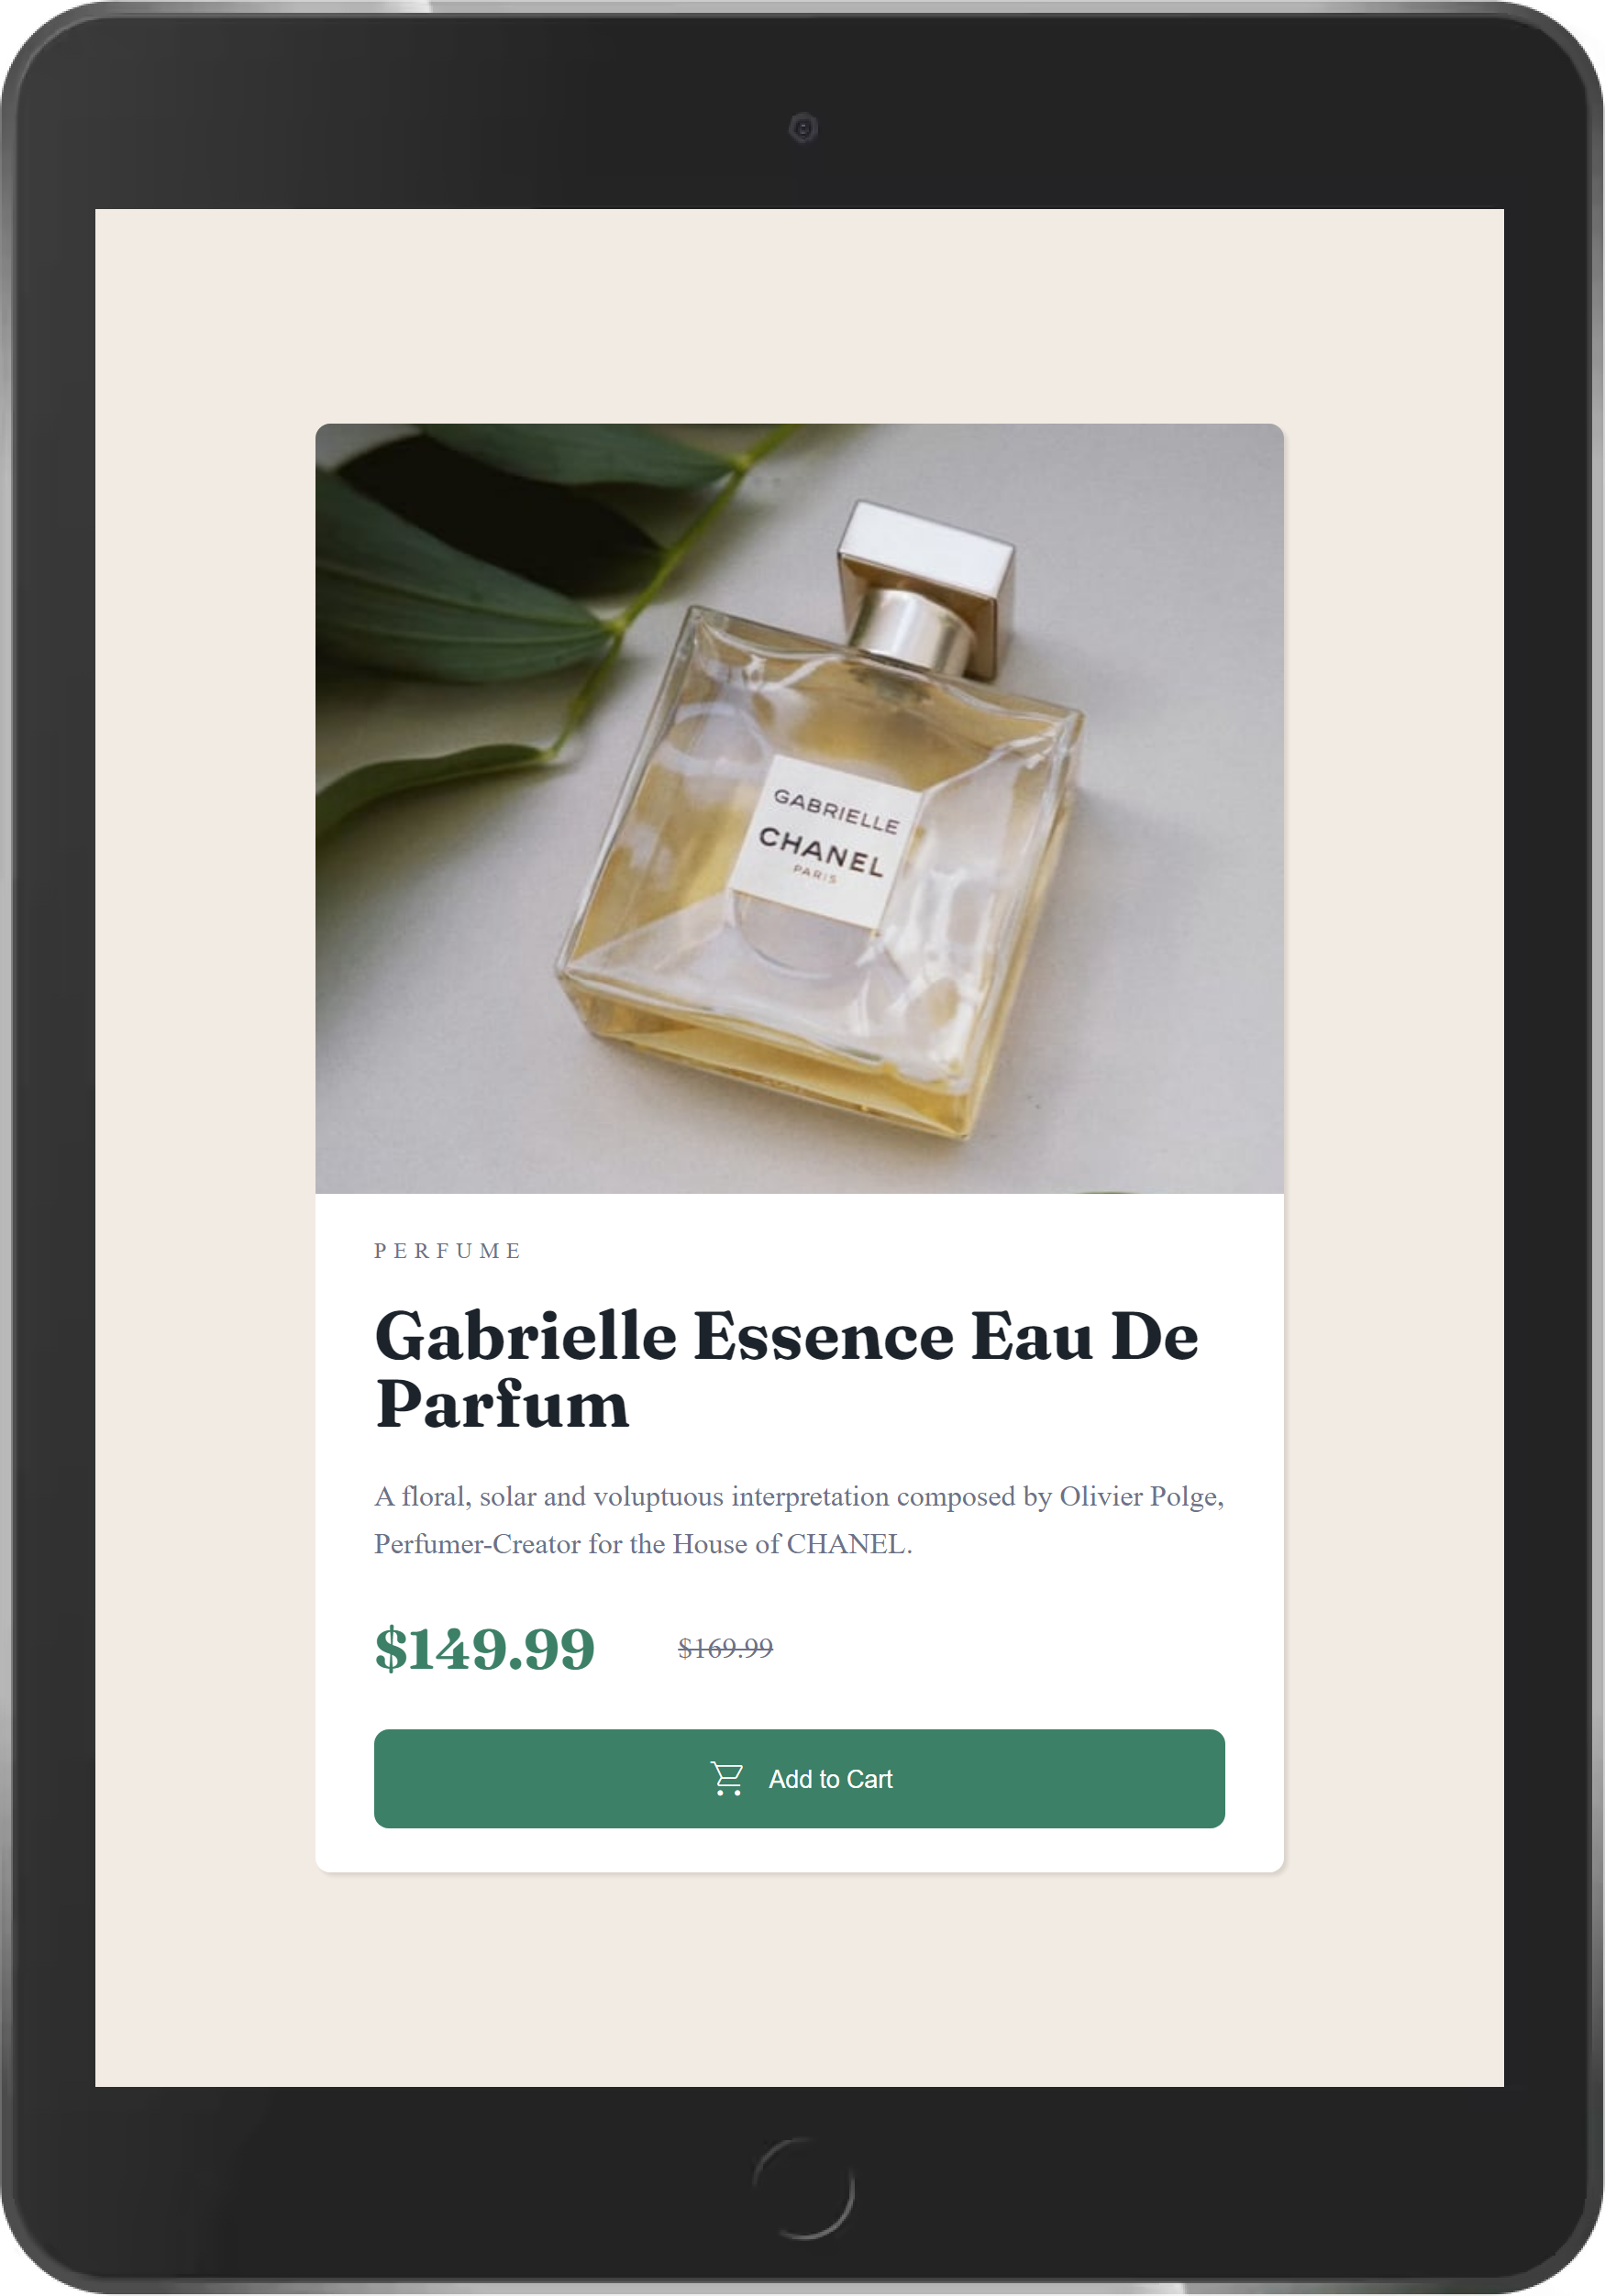 GABRIELLE
CHANEL
PARIS
PERFUME
Gabrielle Essence Eau De
Parfum
A floral, solar and voluptuous interpretation composed by Olivier Polge,
Perfumer-Creator for the House of CHANEL.
$149.99 $169.99
Add to Cart